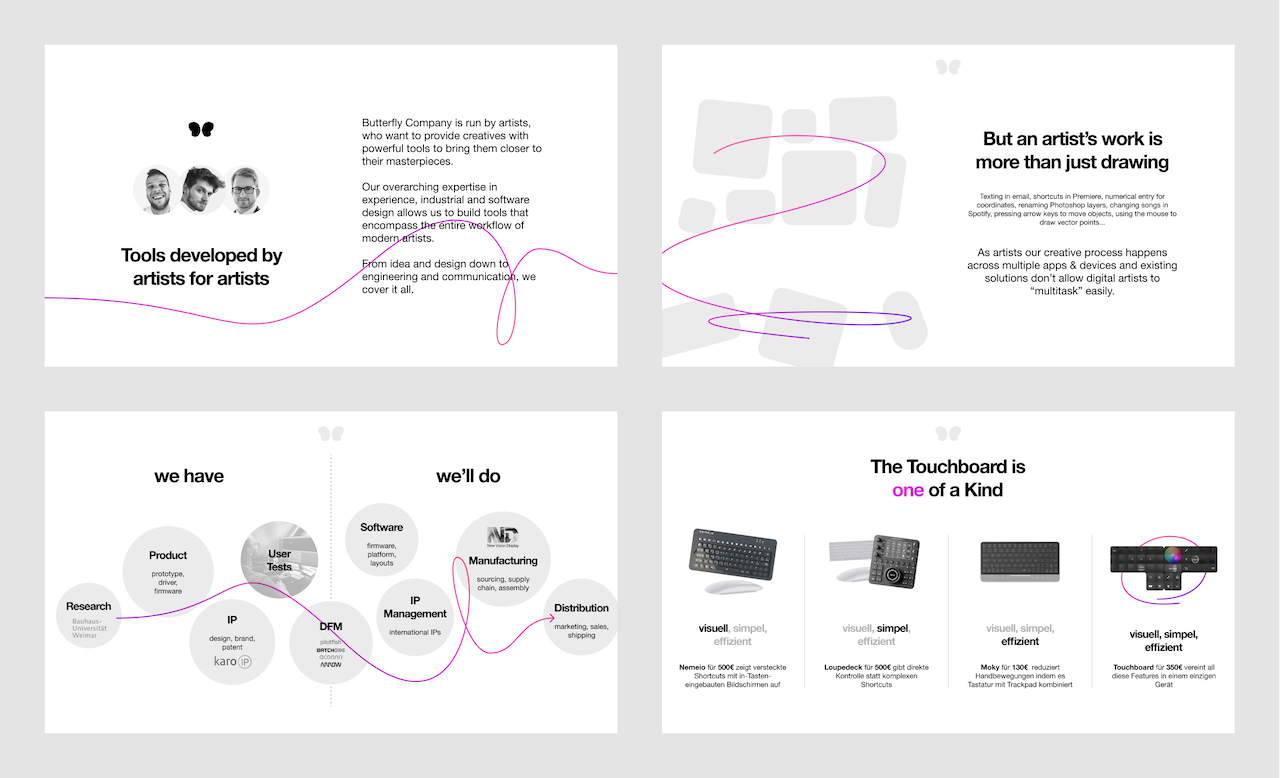 Tools developed by
artists for artists
Butterfly Company is run by artists,
who want to provide creatives with
powerful tools to bring them closer to
their masterpieces.
Our overarching expertise in
experience, industrial and software
design allows us to build tools that
encompass the entire workflow of
modern artists.
From idea and design down to
engineering and communication, we
cover it all.
But an artist’s work is
more than just drawing
Texting in email, shortcuts in Premiere, numerical entry for
coordinates, renaming Photoshop layers, changing songs in
Spotify, pressing arrow keys to move objects, using the mouse to
draw vector points...
As artists our creative process happens
across multiple apps & devices and existing
solutions don’t allow digital artists to
“multitask” easily.
we have
Research
Bauhaus-
Universität
Weimar
Product
prototype,
driver,
firmware
IP
design, brand,
patent
karo IP
User
Tests
DFM
pilotfish
ARROW
we’ll do
Software
firmware,
platform,
layouts
IP
Management
international IPs
New Vision Display
Manufacturing
sourcing, supply
chain, assembly
Distribution
marketing, sales,
shipping
The Touchboard is
one of a Kind
visuell, simpel,
effizient
Nemeio für 500€ zeigt versteckte
Shortcuts mit in-Tasten-
eingebauten Bildschirmen auf
visuell, simpel,
effizient
Loupedeck für 500€ gibt direkte
Kontrolle statt komplexen
Shortcuts
visuell, simpel,
effizient
Moky für 130€ reduziert
Handbewegungen indem es
Tastatur mit Trackpad kombiniert
visuell, simpel,
effizient
Touchboard für 350€ vereint all
diese Features in einem einzigen
Gerät